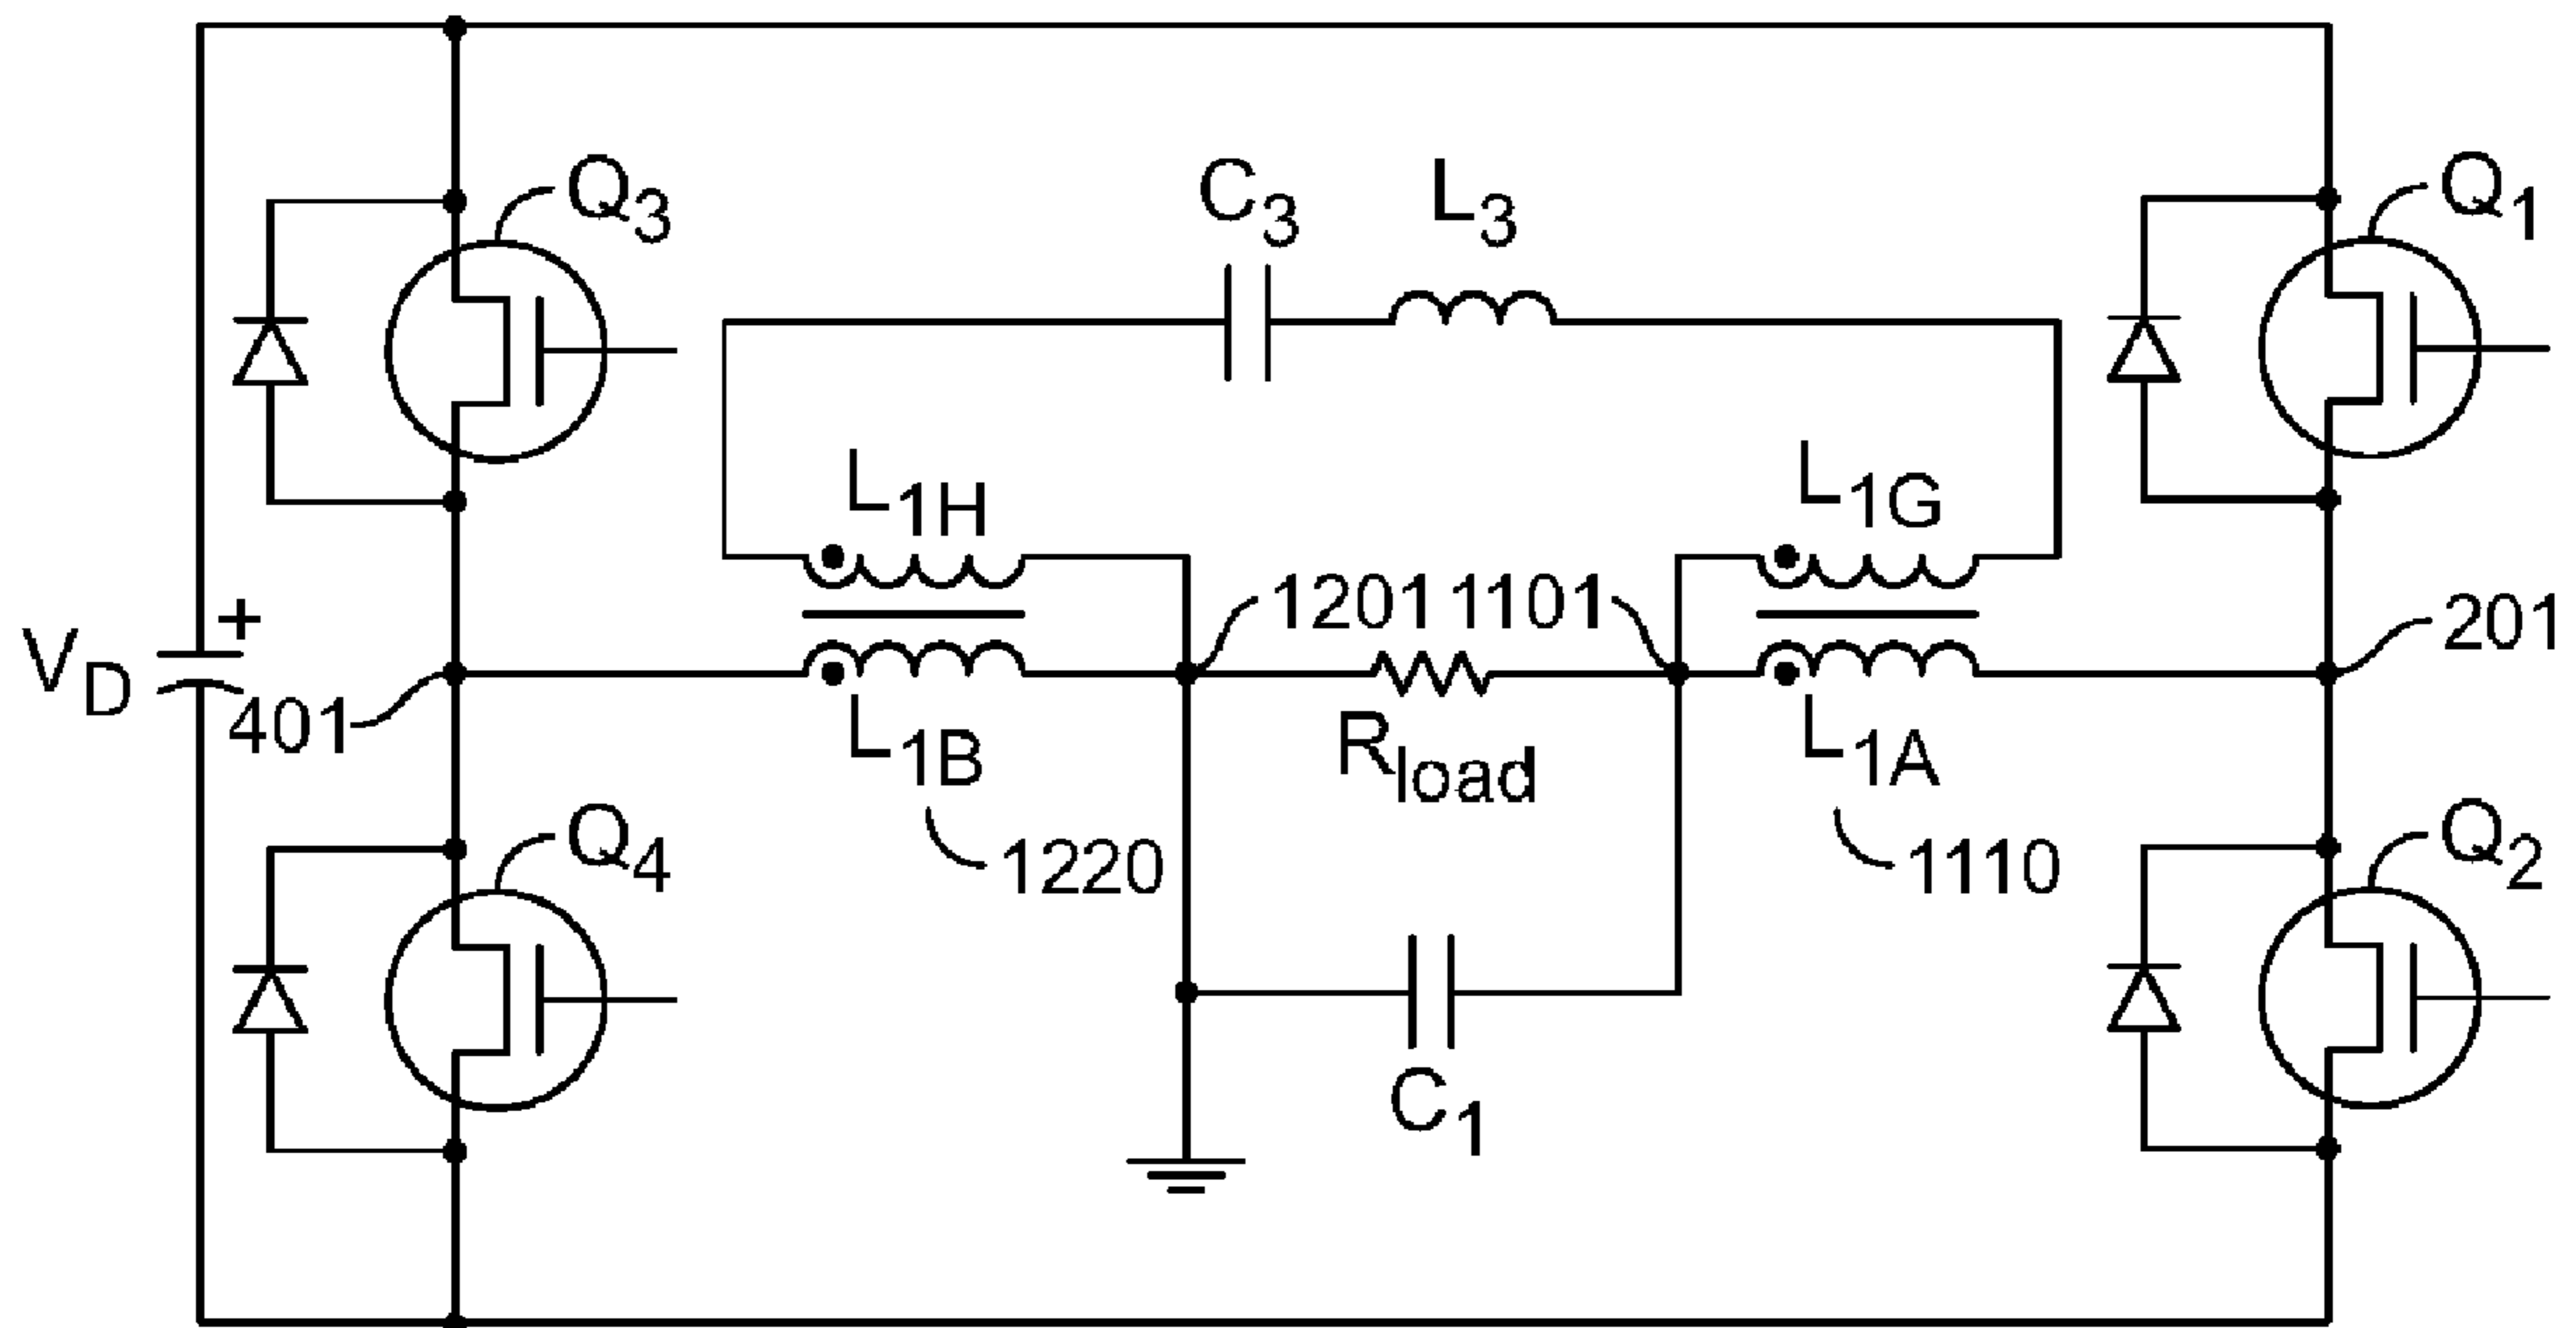 Q3
Q1
C3
L3
L1H
L1G
VD
+
401
1201
1101
201
L1B
Rload
L1A
1220
1110
Q4
Q2
C1